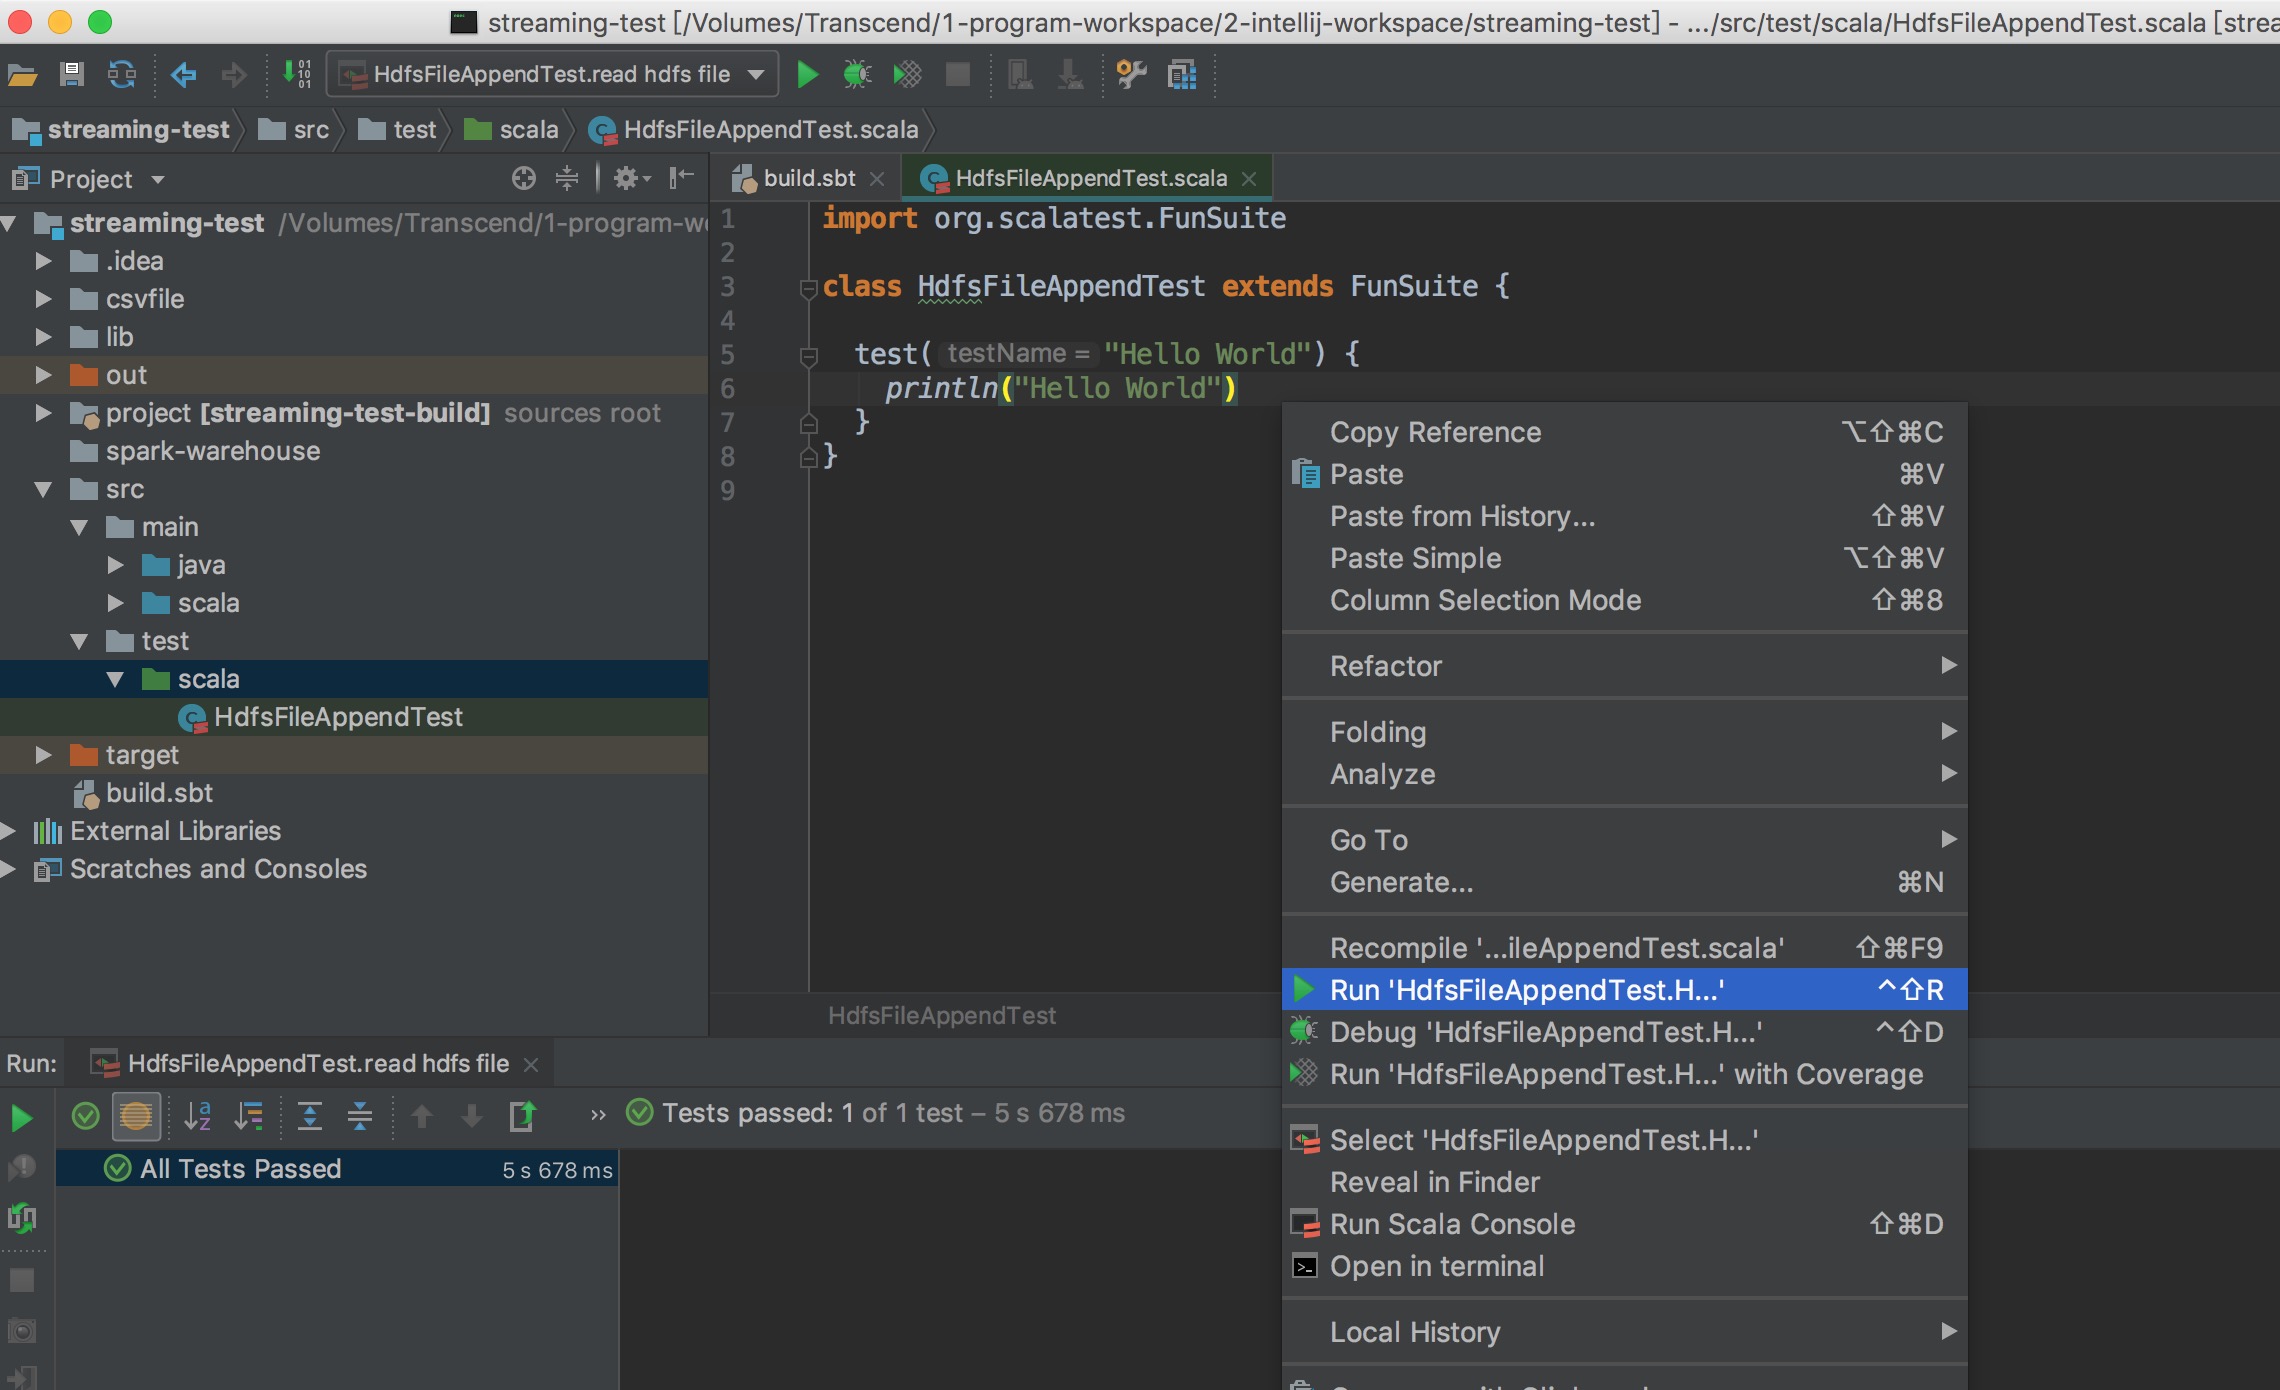 streaming-test [/Volumes/Transcend/1-program-workspace/2-intellij-workspace/streaming-test] - .../src/test/scala/HdfsFileAppendTest.scala [strea
HdfsFileAppendTest.read hdfs file
streaming-test src test scala HdfsFileAppendTest.scala
Project
build.sbt HdfsFileAppendTest.scala
streaming-test /Volumes/Transcend/1-program-wo
.idea
csvfile
lib
out
project [streaming-test-build] sources root
spark-warehouse
src
main
java
scala
test
scala
HdfsFileAppendTest
target
build.sbt
External Libraries
Scratches and Consoles
1 import org.scalatest.FunSuite
2
3 class HdfsFileAppendTest extends FunSuite {
4
5 test( testName = "Hello World") {
6 println("Hello World")
7 }
8 }
9
HdfsFileAppendTest
Copy Reference ⌥⇧⌘C
Paste ⌘V
Paste from History... ⇧⌘V
Paste Simple ⌥⇧⌘V
Column Selection Mode ⇧⌘8
Refactor
Folding
Analyze
Go To
Generate... ⌘N
Recompile '...ileAppendTest.scala' ⇧⌘F9
Run 'HdfsFileAppendTest.H...' ^⇧R
Debug 'HdfsFileAppendTest.H...' ^⇧D
Run 'HdfsFileAppendTest.H...' with Coverage
Select 'HdfsFileAppendTest.H...'
Reveal in Finder
Run Scala Console ⇧⌘D
Open in terminal
Local History
Run: HdfsFileAppendTest.read hdfs file
» Tests passed: 1 of 1 test – 5 s 678 ms
All Tests Passed 5 s 678 ms